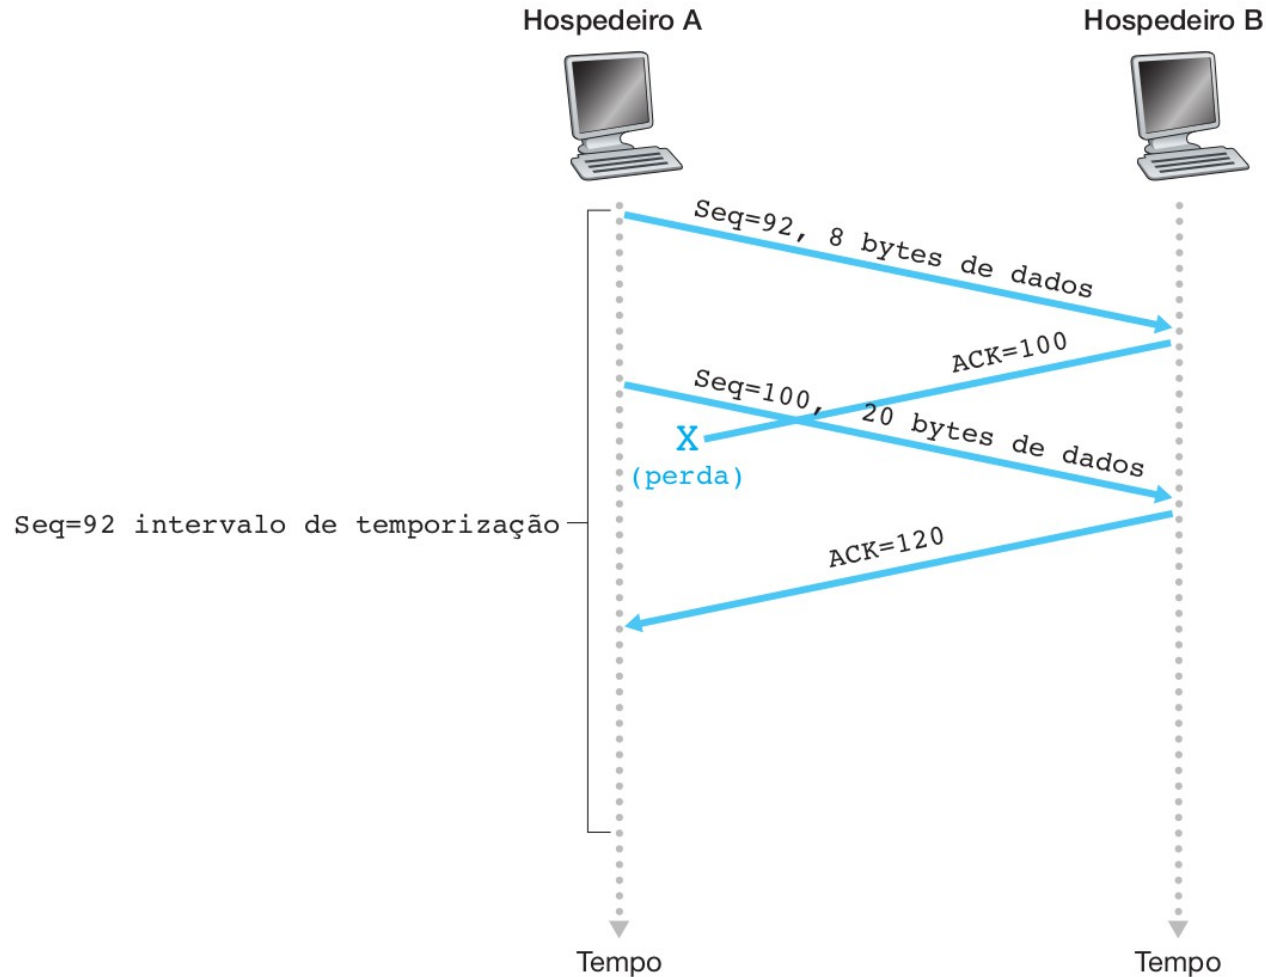 Hospedeiro A
Hospedeiro B
Seq=92, 8 bytes de dados
ACK=100
Seq=100, 20 bytes de dados
X
(perda)
Seq=92 intervalo de temporização
ACK=120
Tempo
Tempo